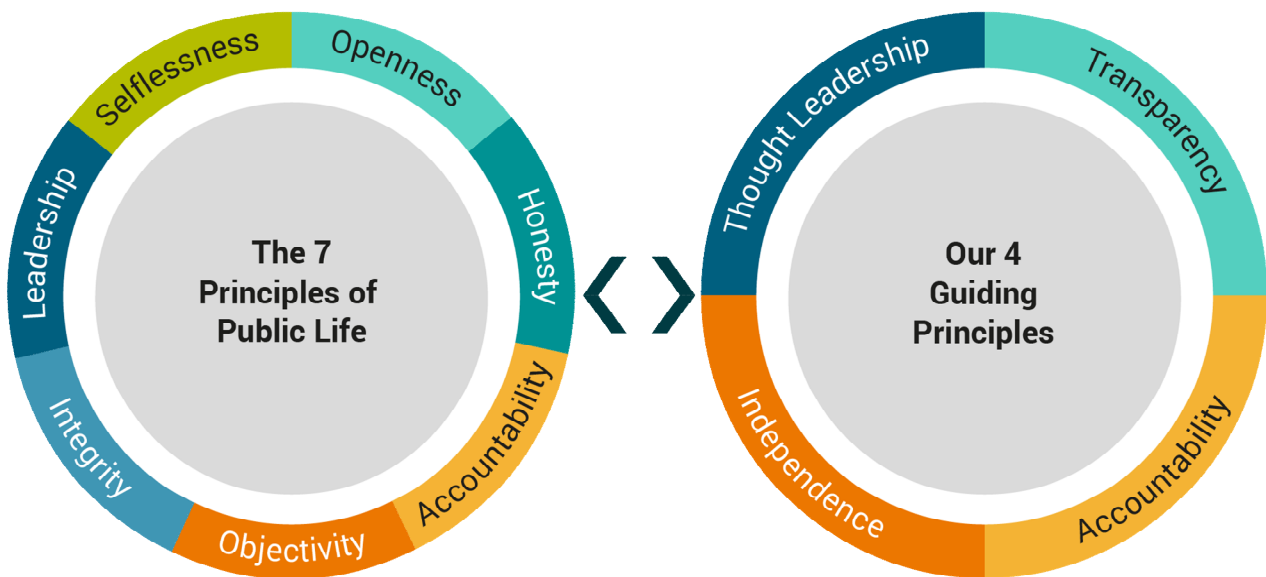 Selflessness
Openness
Honesty
Accountability
Objectivity
Integrity
Leadership
The 7
Principles of
Public Life
Thought Leadership
Transparency
Accountability
Independence
Our 4
Guiding
Principles